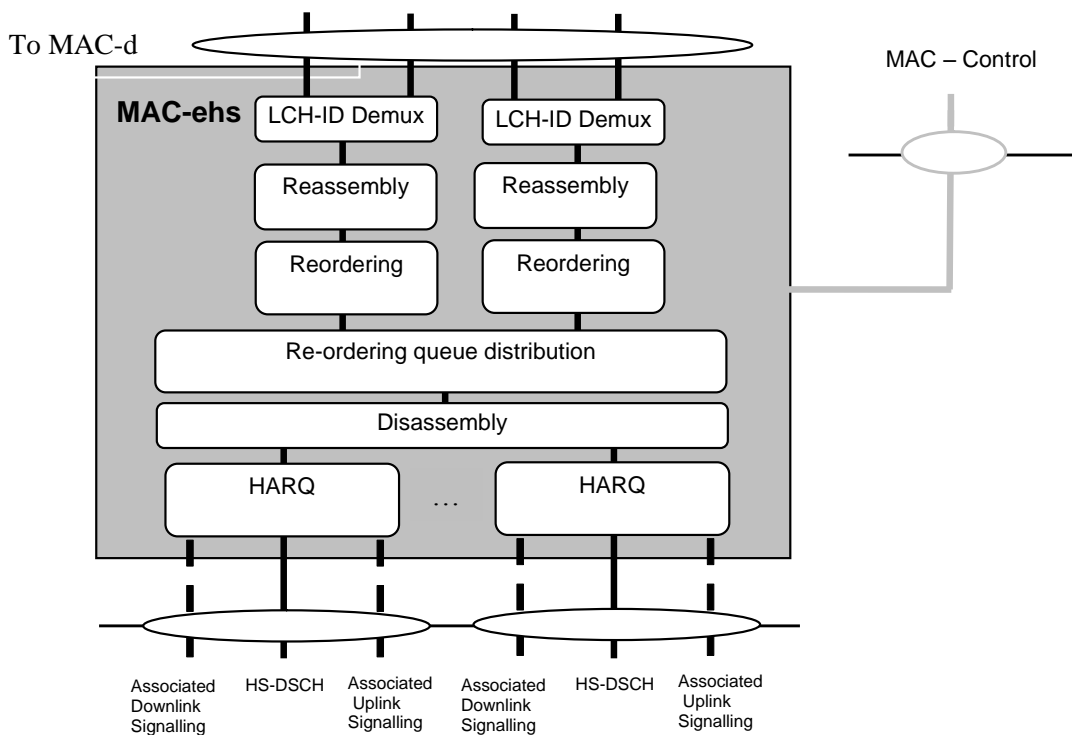 To MAC-d
MAC – Control
MAC-ehs
LCH-ID Demux
LCH-ID Demux
Reassembly
Reassembly
Reordering
Reordering
Re-ordering queue distribution
Disassembly
HARQ
…
HARQ
Associated
Downlink
Signalling
HS-DSCH
Associated
Uplink
Signalling
Associated
Downlink
Signalling
HS-DSCH
Associated
Uplink
Signalling